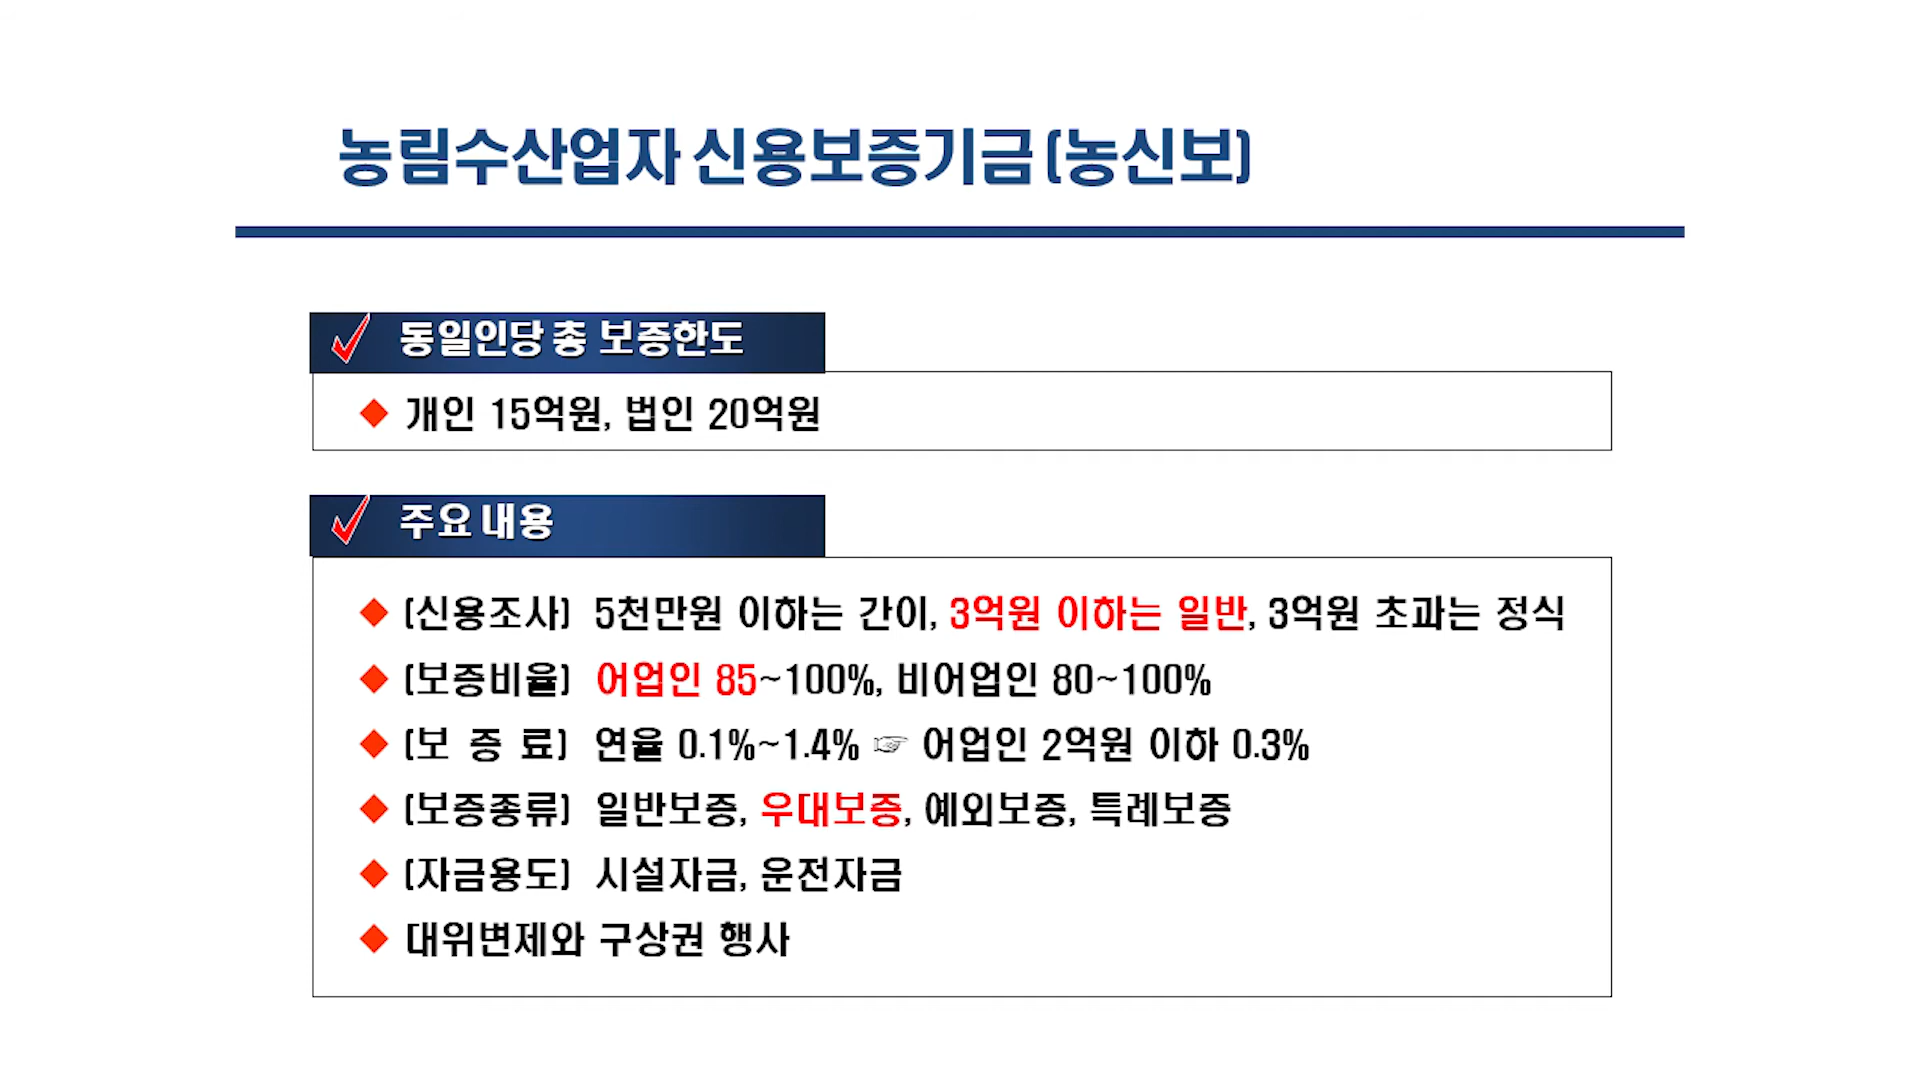 농림수산업자 신용보증기금 (농신보)
동일인당 총 보증한도
◆ 개인 15억원, 법인 20억원
주요 내용
◆ (신용조사) 5천만원 이하는 간이, 3억원 이하는 일반, 3억원 초과는 정식
◆ (보증비율) 어업인 85~100%, 비어업인 80~100%
◆ (보 증 료) 연율 0.1%~1.4% ☞ 어업인 2억원 이하 0.3%
◆ (보증종류) 일반보증, 우대보증, 예외보증, 특례보증
◆ (자금용도) 시설자금, 운전자금
◆ 대위변제와 구상권 행사